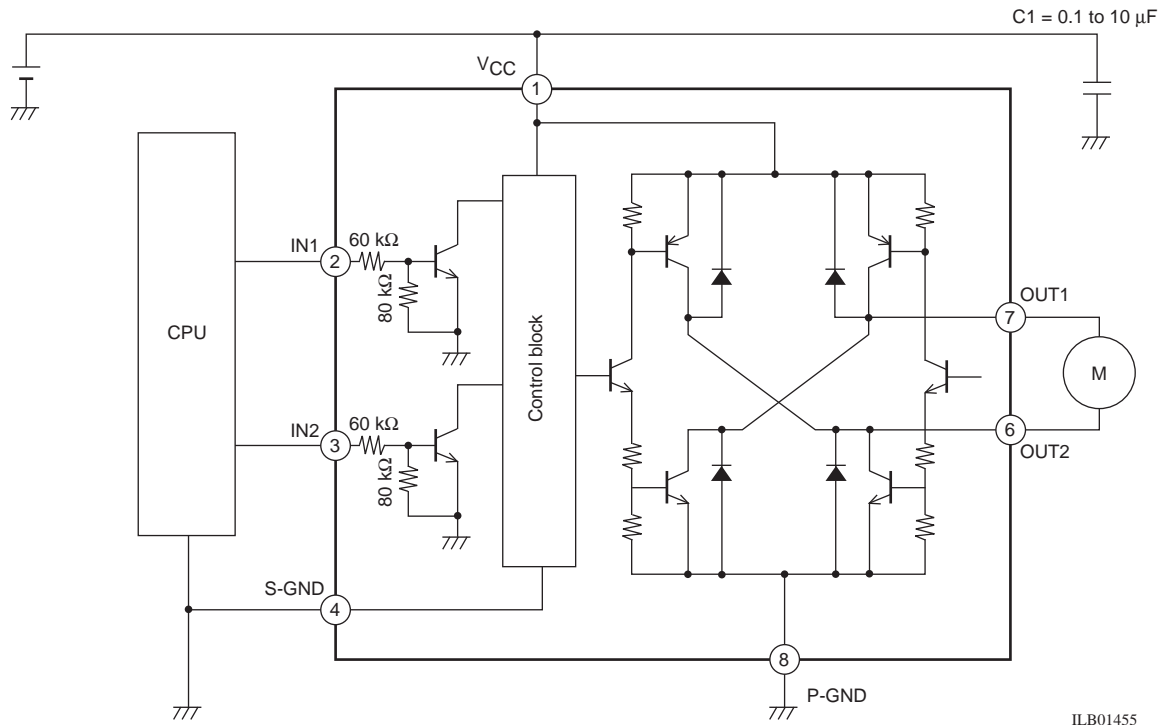 C1 = 0.1 to 10 μF
VCC
1
IN1
60 kΩ
2
80 kΩ
CPU
Control block
OUT1
7
M
IN2
60 kΩ
3
80 kΩ
6
OUT2
S-GND
4
8
P-GND
ILB01455